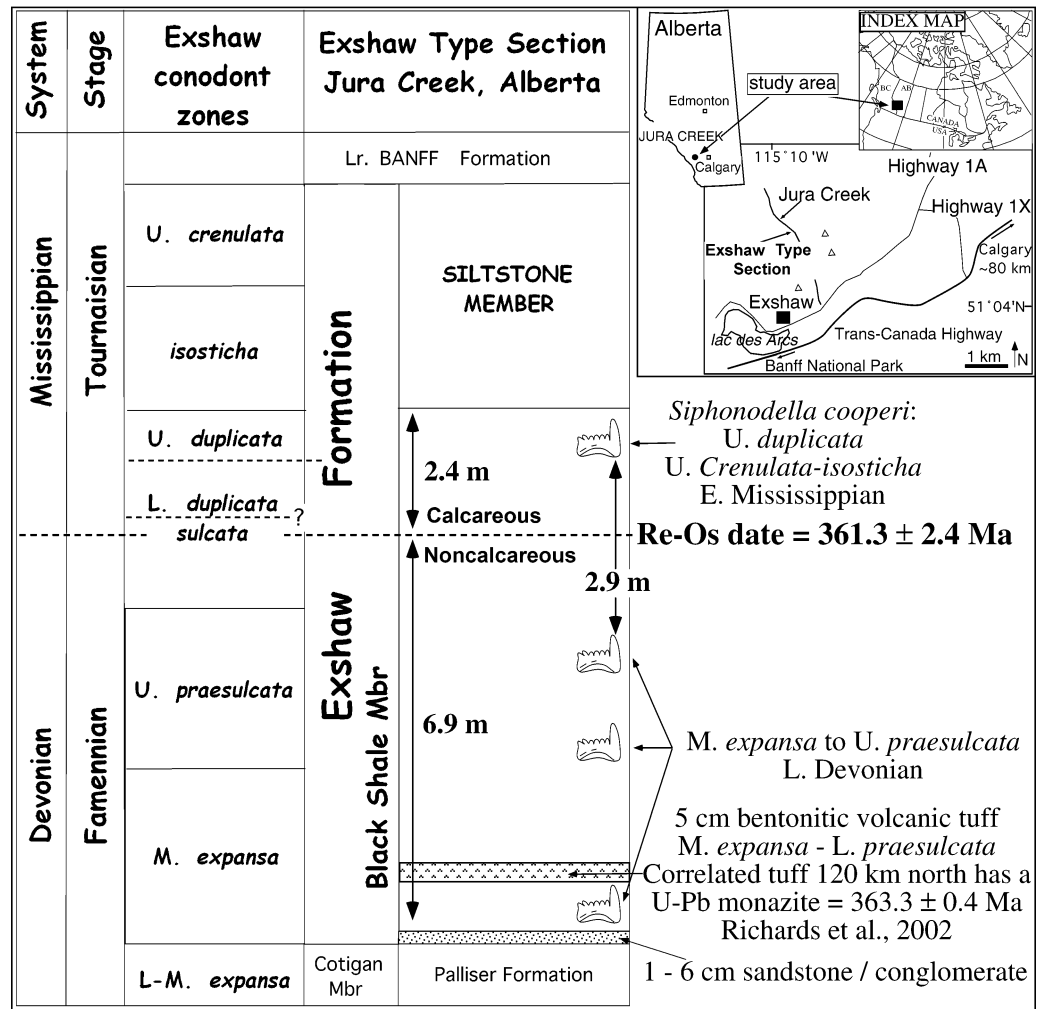 System
Stage
Exshaw
conodont
zones
Exshaw Type Section
Jura Creek, Alberta
Lr. BANFF Formation
Mississippian
Tournaisian
U. crenulata
isosticha
U. duplicata
L. duplicata
?
sulcata
Devonian
Famennian
U. praesulcata
M. expansa
L-M. expansa
Exshaw Formation
Black Shale Mbr
Cotigan
Mbr
SILTSTONE
MEMBER
2.4 m
Calcareous
Noncalcareous
2.9 m
6.9 m
Palliser Formation
Alberta
Edmonton
JURA CREEK
Calgary
study area
INDEX MAP
BC
AB
CANADA
USA
115°10 'W
Highway 1A
Jura Creek
Highway 1X
Exshaw Type
Section
Calgary
~80 km
51°04'N
Exshaw
lac des Arcs
Trans-Canada Highway
Banff National Park
1 km
N
Siphonodella cooperi:
U. duplicata
U. Crenulata-isosticha
E. Mississippian
Re-Os date = 361.3 ± 2.4 Ma
M. expansa to U. praesulcata
L. Devonian
5 cm bentonitic volcanic tuff
M. expansa - L. praesulcata
Correlated tuff 120 km north has a
U-Pb monazite = 363.3 ± 0.4 Ma
Richards et al., 2002
1 - 6 cm sandstone / conglomerate